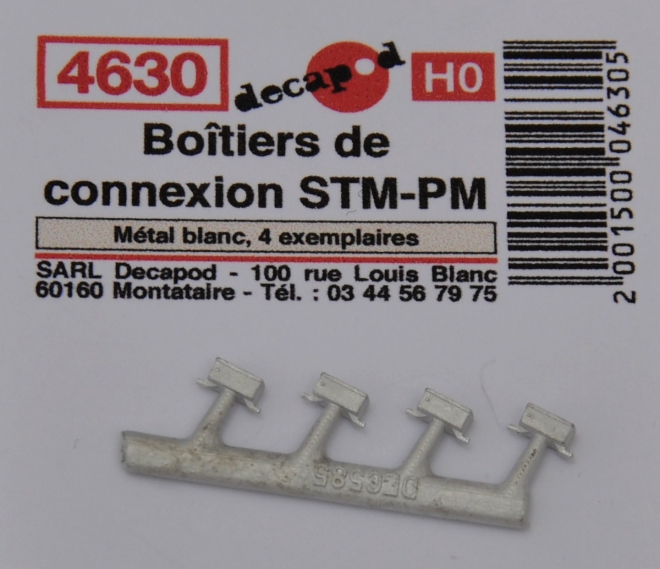 4630 decapod H0
Boîtiers de
connexion STM-PM
Métal blanc, 4 exemplaires
SARL Decapod - 100 rue Louis Blanc
60160 Montataire - Tél. : 03 44 56 79 75
2 001500 046305